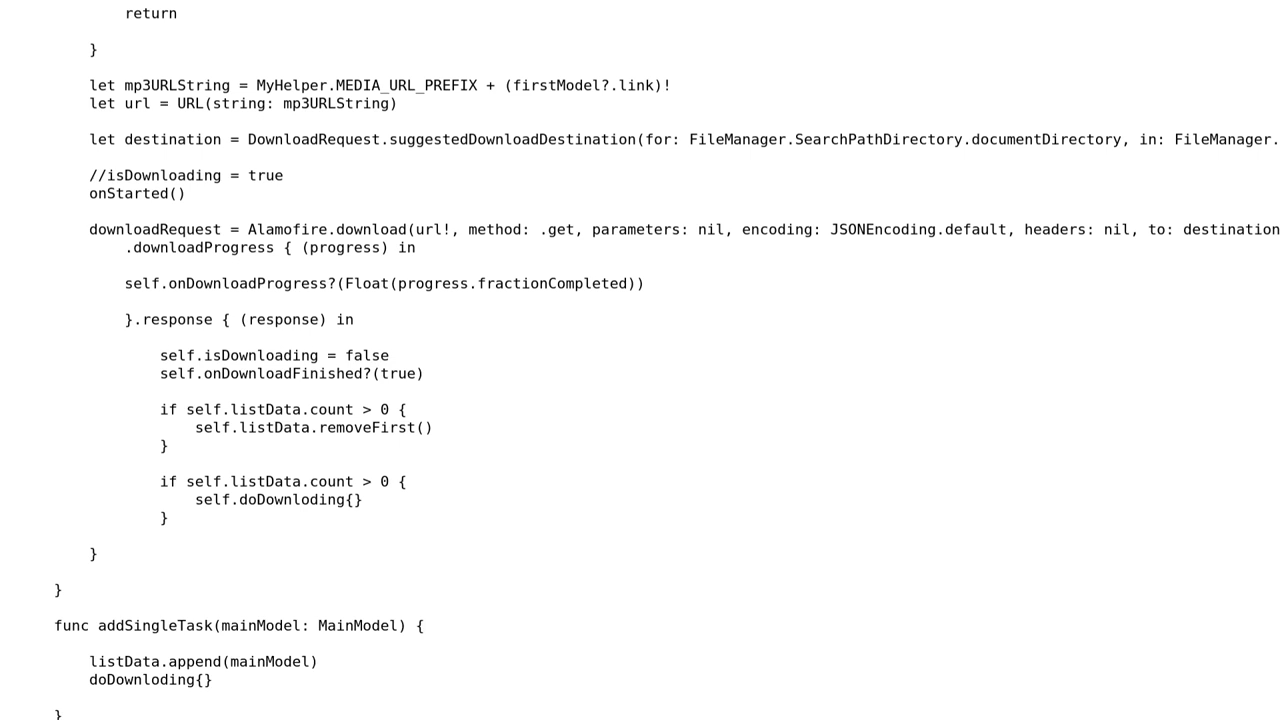 return
}
let mp3URLString = MyHelper.MEDIA_URL_PREFIX + (firstModel?.link)!
let url = URL(string: mp3URLString)
let destination = DownloadRequest.suggestedDownloadDestination(for: FileManager.SearchPathDirectory.documentDirectory, in: FileManager.
//isDownloading = true
onStarted()
downloadRequest = Alamofire.download(url!, method: .get, parameters: nil, encoding: JSONEncoding.default, headers: nil, to: destination
.downloadProgress { (progress) in
self.onDownloadProgress?(Float(progress.fractionCompleted))
}.response { (response) in
self.isDownloading = false
self.onDownloadFinished?(true)
if self.listData.count > 0 {
self.listData.removeFirst()
}
if self.listData.count > 0 {
self.doDownloding{}
}
}
}
func addSingleTask(mainModel: MainModel) {
listData.append(mainModel)
doDownloding{}
}